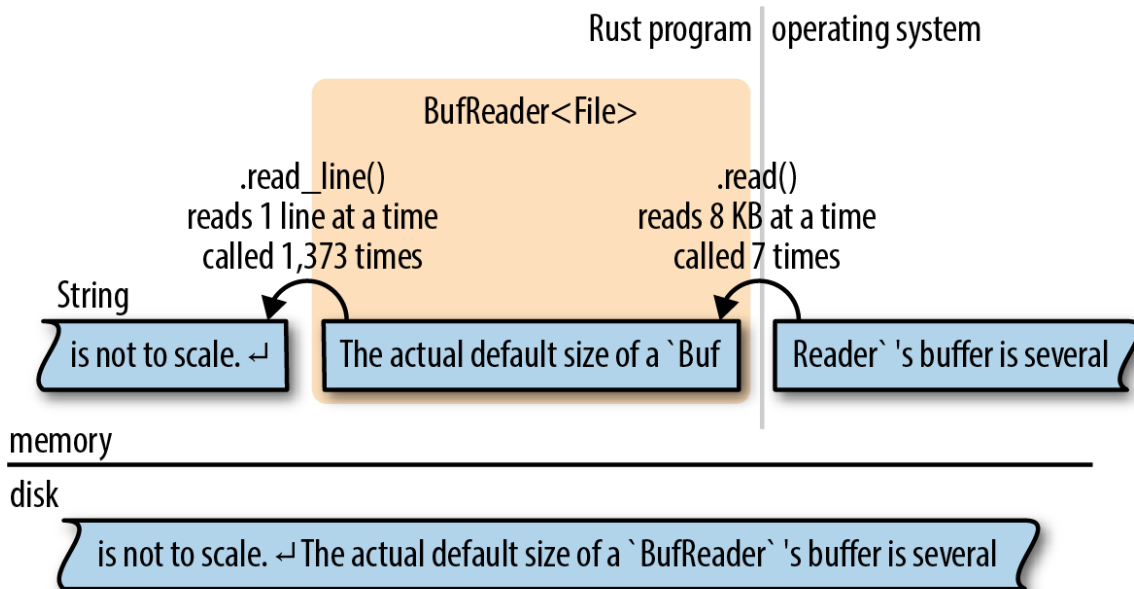 Rust program
operating system
BufReader<File>
.read_line()
reads 1 line at a time
called 1,373 times
.read()
reads 8 KB at a time
called 7 times
String
is not to scale. ↵
The actual default size of a `Buf
Reader` 's buffer is several
memory
disk
is not to scale. ↵ The actual default size of a `BufReader` 's buffer is several